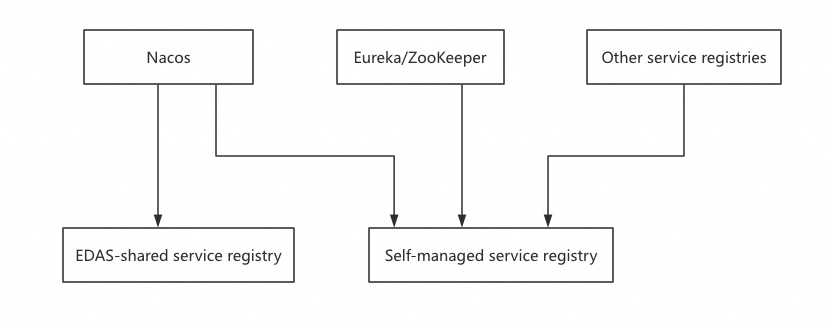 Nacos
Eureka/ZooKeeper
Other service registries
EDAS-shared service registry
Self-managed service registry